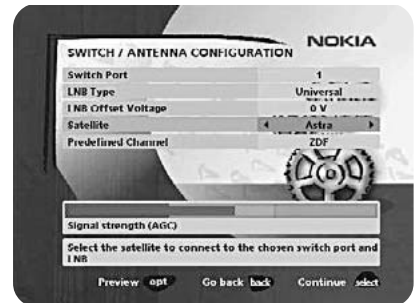 NOKIA
SWITCH / ANTENNA CONFIGURATION
Switch Port 1
LNB Type Universal
LNB Offset Voltage 0 V
Satellite Astra
Predefined Channel ZDF
Signal strength (AGC)
Select the satellite to connect to the chosen switch port and
LNB
Preview opt Go back back Continue select